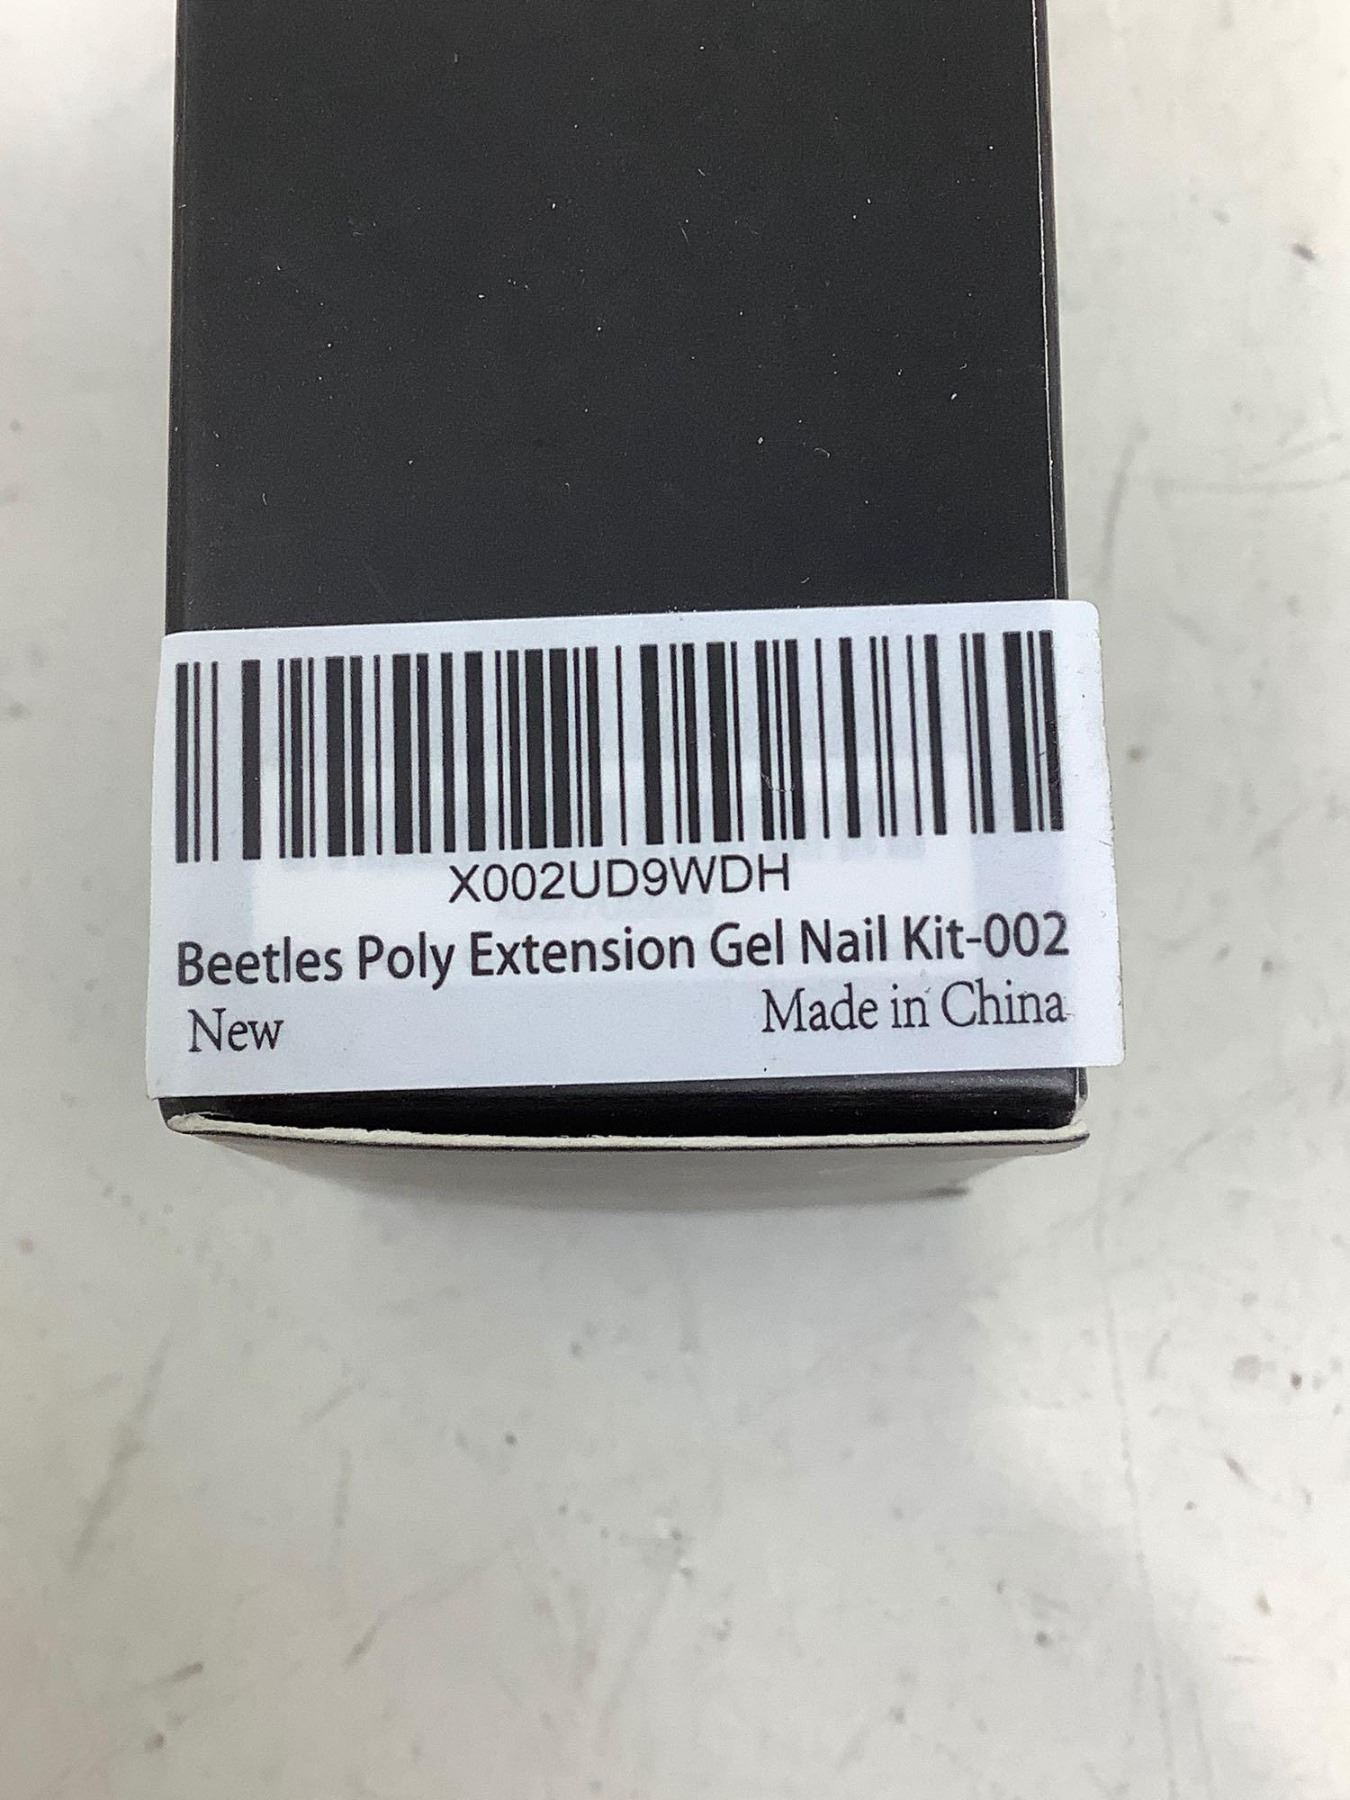 X002UD9WDH
Beetles Poly Extension Gel Nail Kit-002
New Made in China